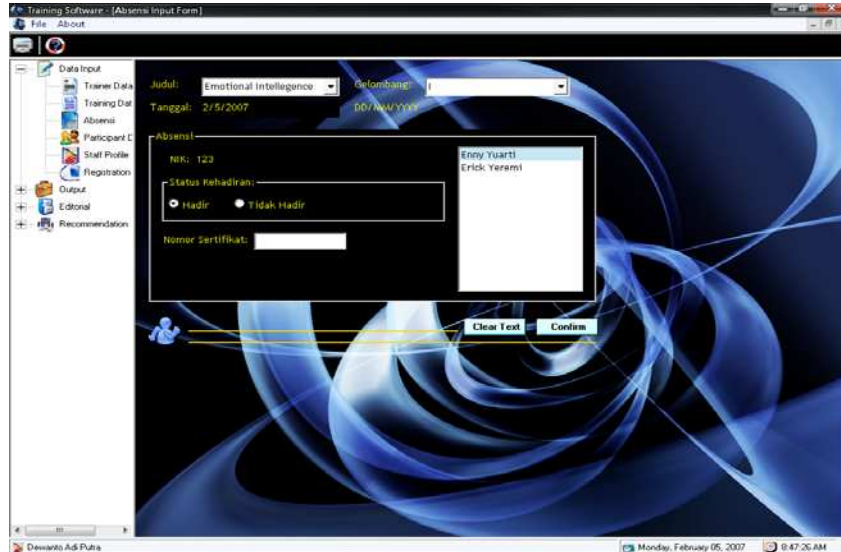 Training Software - [Absensi Input Form]
File About
Data Input
Trainer Data
Training Dat
Absensi
Participant D
Staff Profile
Registration
Output
Editorial
Recommendation
Judul: Emotional Intellegence Gelombang: I
Tanggal: 2/5/2007 DD/MM/YYYY
Absensi
NIK: 123
Status Kehadiran:
Hadir Tidak Hadir
Nomor Sertifikat:
Enny Yuarti
Erick Yeremi
Clear Text Confirm
Dewanto Adi Putra Monday, February 05, 2007 8:47:26 AM